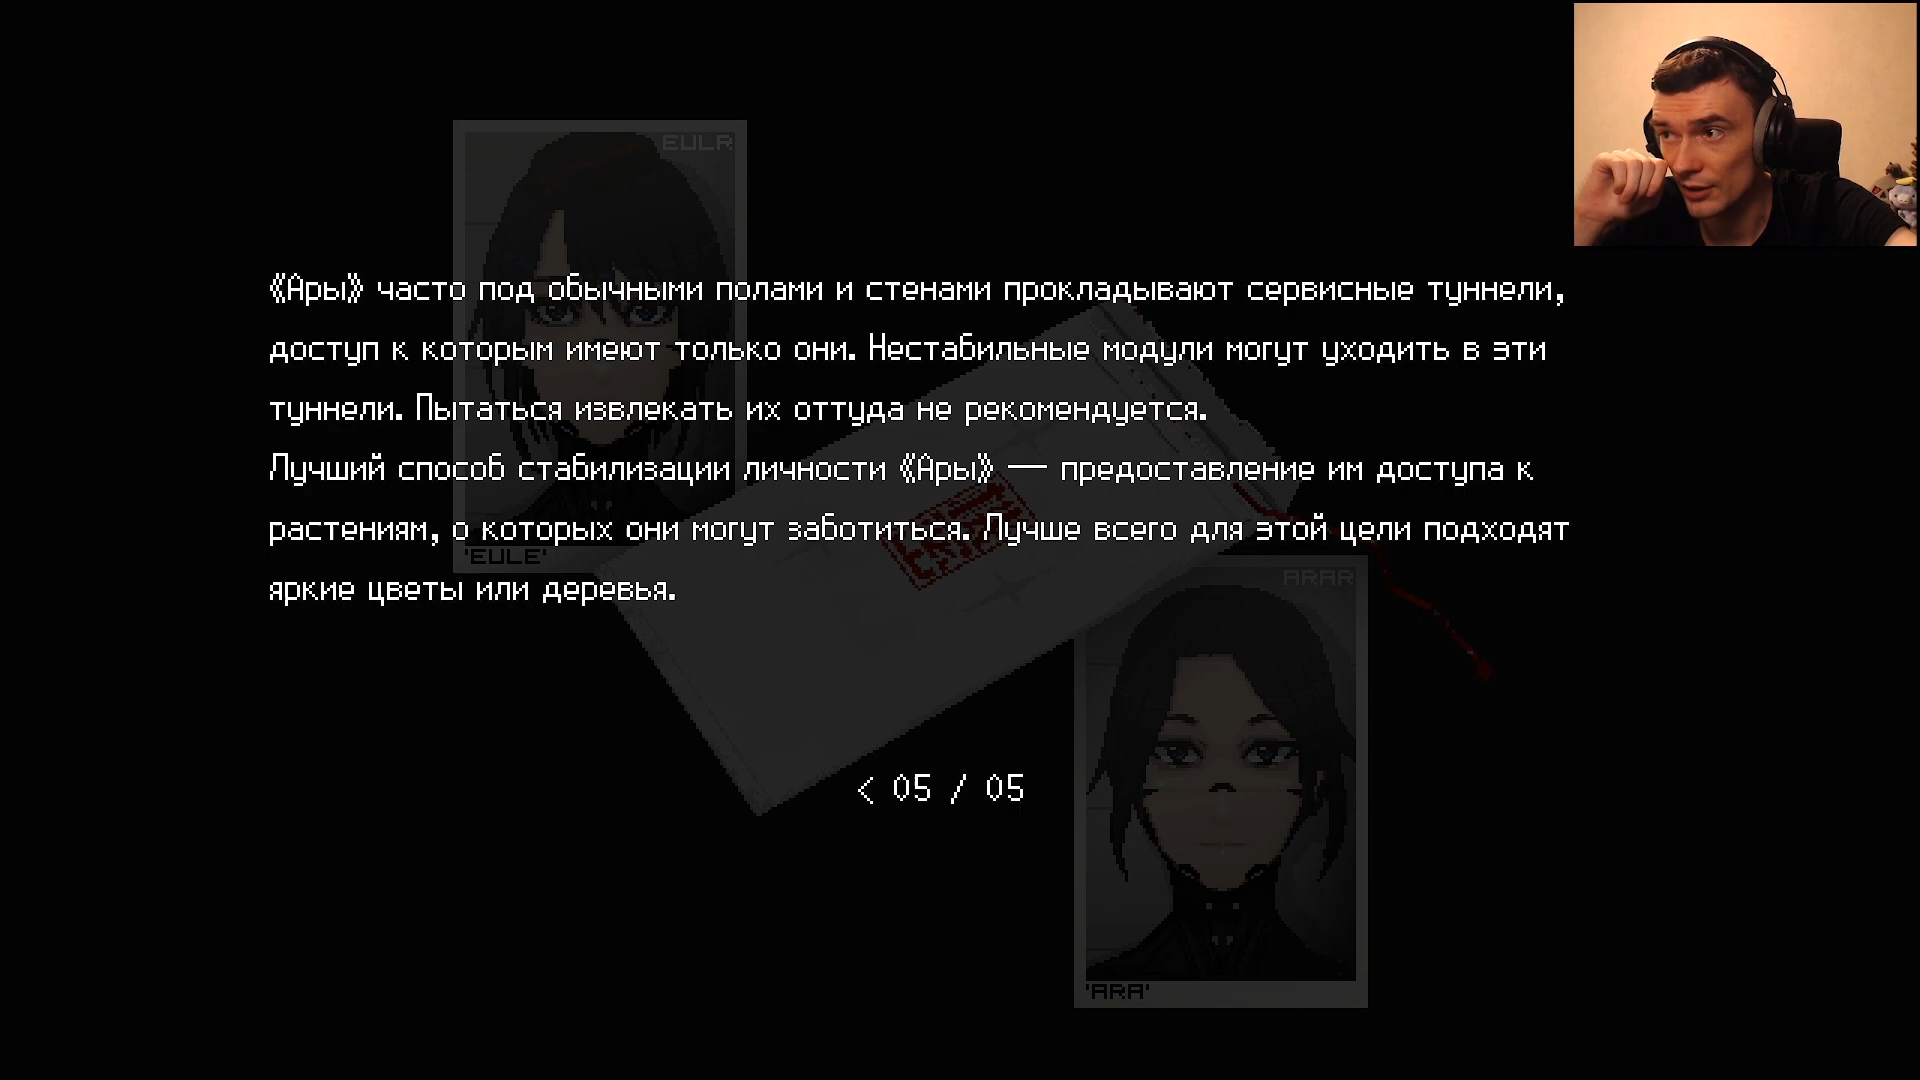 EULR
《Ары》 часто под обычными полами и стенами прокладывают сервисные туннели,
доступ к которым имеют только они. Нестабильные модули могут уходить в эти
туннели. Пытаться извлекать их оттуда не рекомендуется.
Лучший способ стабилизации личности 《Ары》 — предоставление им доступа к
растениям, о которых они могут заботиться. Лучше всего для этой цели подходят
'EULE'
ARAR
яркие цветы или деревья.
< 05 / 05
'ARA'